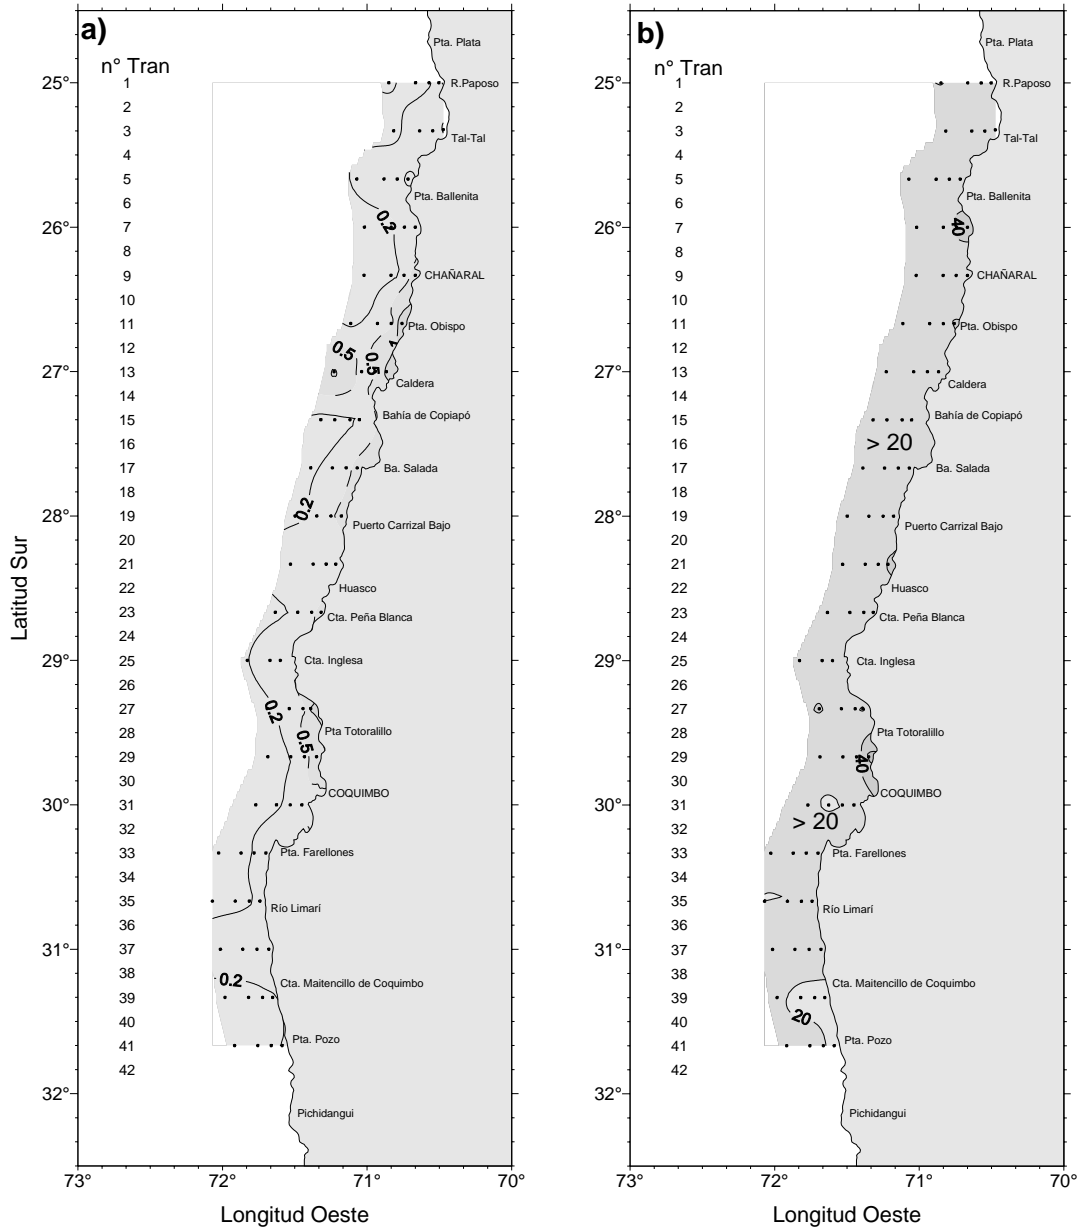 a)
n° Tran
Pta. Plata
25°
1
R.Paposo
2
3
Tal-Tal
4
5
Pta. Ballenita
6
26°
7
0.2
8
9
CHAÑARAL
10
11
Pta. Obispo
12
0.5
0.5
1
27°
13
Caldera
14
15
Bahía de Copiapó
16
17
Ba. Salada
18
0.2
28°
19
Puerto Carrizal Bajo
20
21
22
Huasco
23
Cta. Peña Blanca
24
29°
25
Cta. Inglesa
26
27
0.2
28
Pta Totoralillo
0.5
29
30
COQUIMBO
30°
31
32
33
Pta. Farellones
34
35
Río Limarí
36
31°
37
38
0.2
Cta. Maitencillo de Coquimbo
39
40
41
Pta. Pozo
42
32°
Pichidangui
73°
72°
71°
70°
Latitud Sur
Longitud Oeste
b)
n° Tran
Pta. Plata
25°
1
R.Paposo
2
3
Tal-Tal
4
5
Pta. Ballenita
6
26°
7
40
8
9
CHAÑARAL
10
11
Pta. Obispo
12
27°
13
Caldera
14
15
Bahía de Copiapó
16
> 20
17
Ba. Salada
18
28°
19
Puerto Carrizal Bajo
20
21
22
Huasco
23
Cta. Peña Blanca
24
29°
25
Cta. Inglesa
26
27
28
Pta Totoralillo
29
40
30
COQUIMBO
30°
31
32
> 20
33
Pta. Farellones
34
35
Río Limarí
36
31°
37
38
Cta. Maitencillo de Coquimbo
39
40
20
41
Pta. Pozo
42
32°
Pichidangui
73°
72°
71°
70°
Longitud Oeste